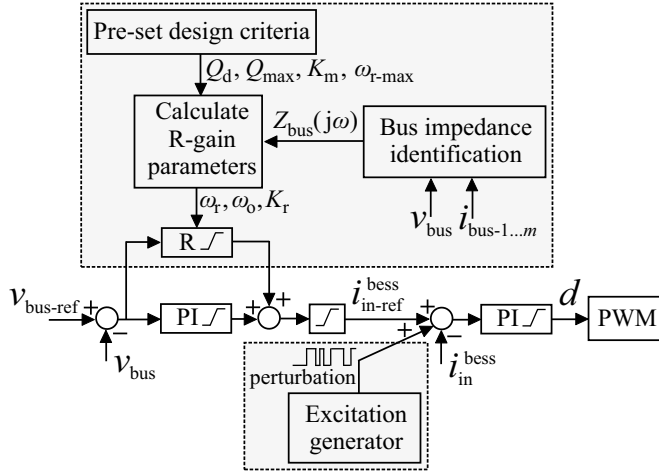 Pre-set design criteria
Q_d, Q_max, K_m, ω_r-max
Calculate
R-gain
parameters
Z_bus(jω)
Bus impedance
identification
ω_r, ω_o, K_r
v_bus i_bus-1...m
R
v_bus-ref + − PI + + i_in-ref^bess + + − PI d PWM
v_bus
i_in^bess
perturbation
Excitation
generator